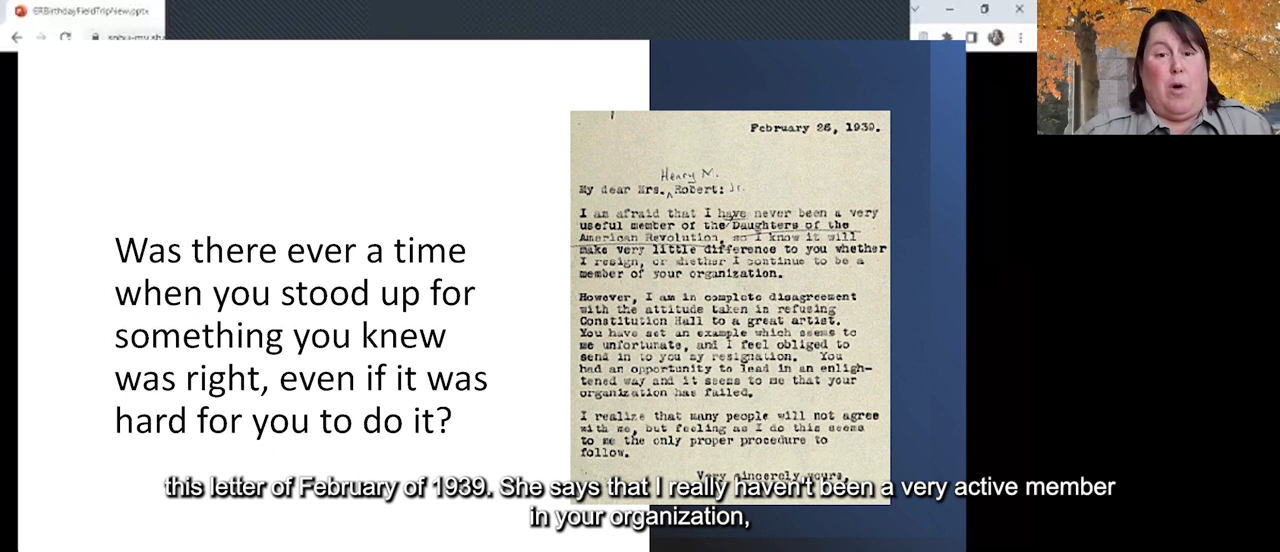 ERBirthdayFieldTripNew.pptx
Was there ever a time
when you stood up for
something you knew
was right, even if it was
hard for you to do it?
February 26, 1939.
Henry M.
My dear Mrs. ^ Robert: Jr.
I am afraid that I have never been a very
useful member of the Daughters of the
American Revolution, so I know it will
make very little difference to you whether
I resign, or whether I continue to be a
member of your organization.
However, I am in complete disagreement
with the attitude taken in refusing
Constitution Hall to a great artist.
You have set an example which seems to
me unfortunate, and I feel obliged to
send in to you my resignation. You
had an opportunity to lead in an enligh-
tened way and it seems to me that your
organization has failed.
I realize that many people will not agree
with me, but feeling as I do this seems
to me the only proper procedure to
follow.
Very sincerely yours,
this letter of February of 1939. She says that I really haven't been a very active member
in your organization,